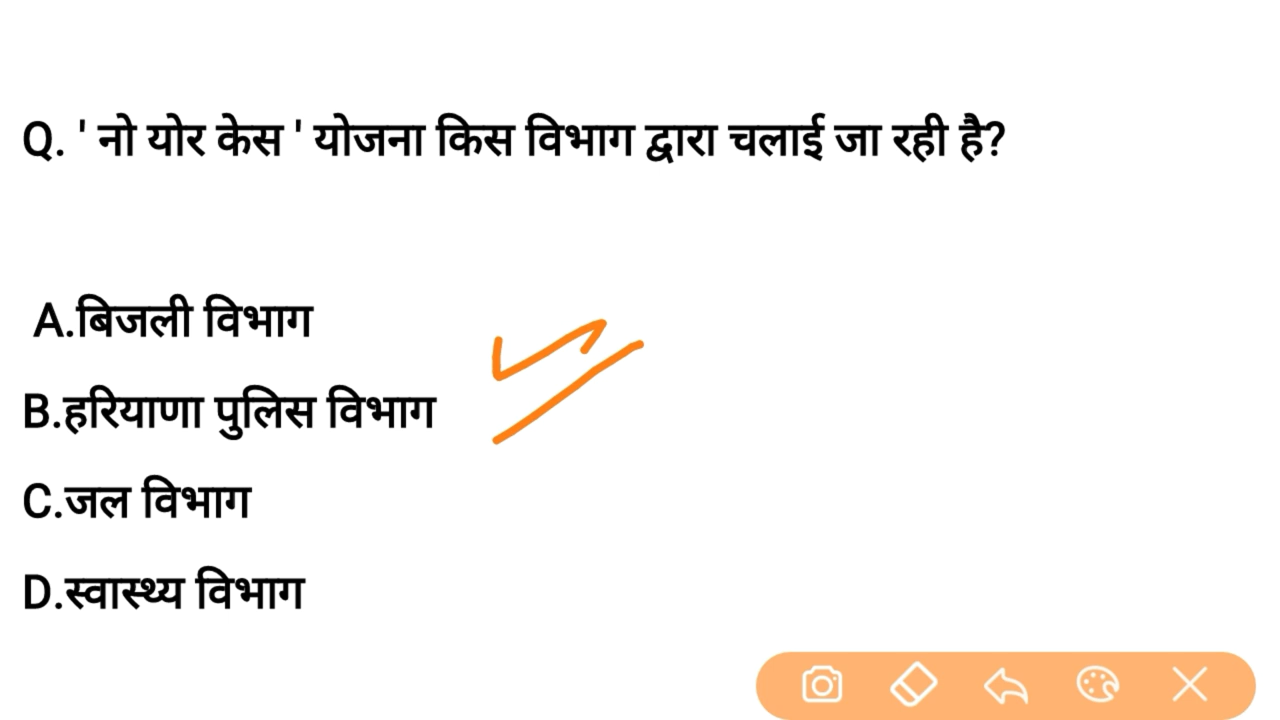 Q. ' नो योर केस ' योजना किस विभाग द्वारा चलाई जा रही है?
A.बिजली विभाग
B.हरियाणा पुलिस विभाग
C.जल विभाग
D.स्वास्थ्य विभाग